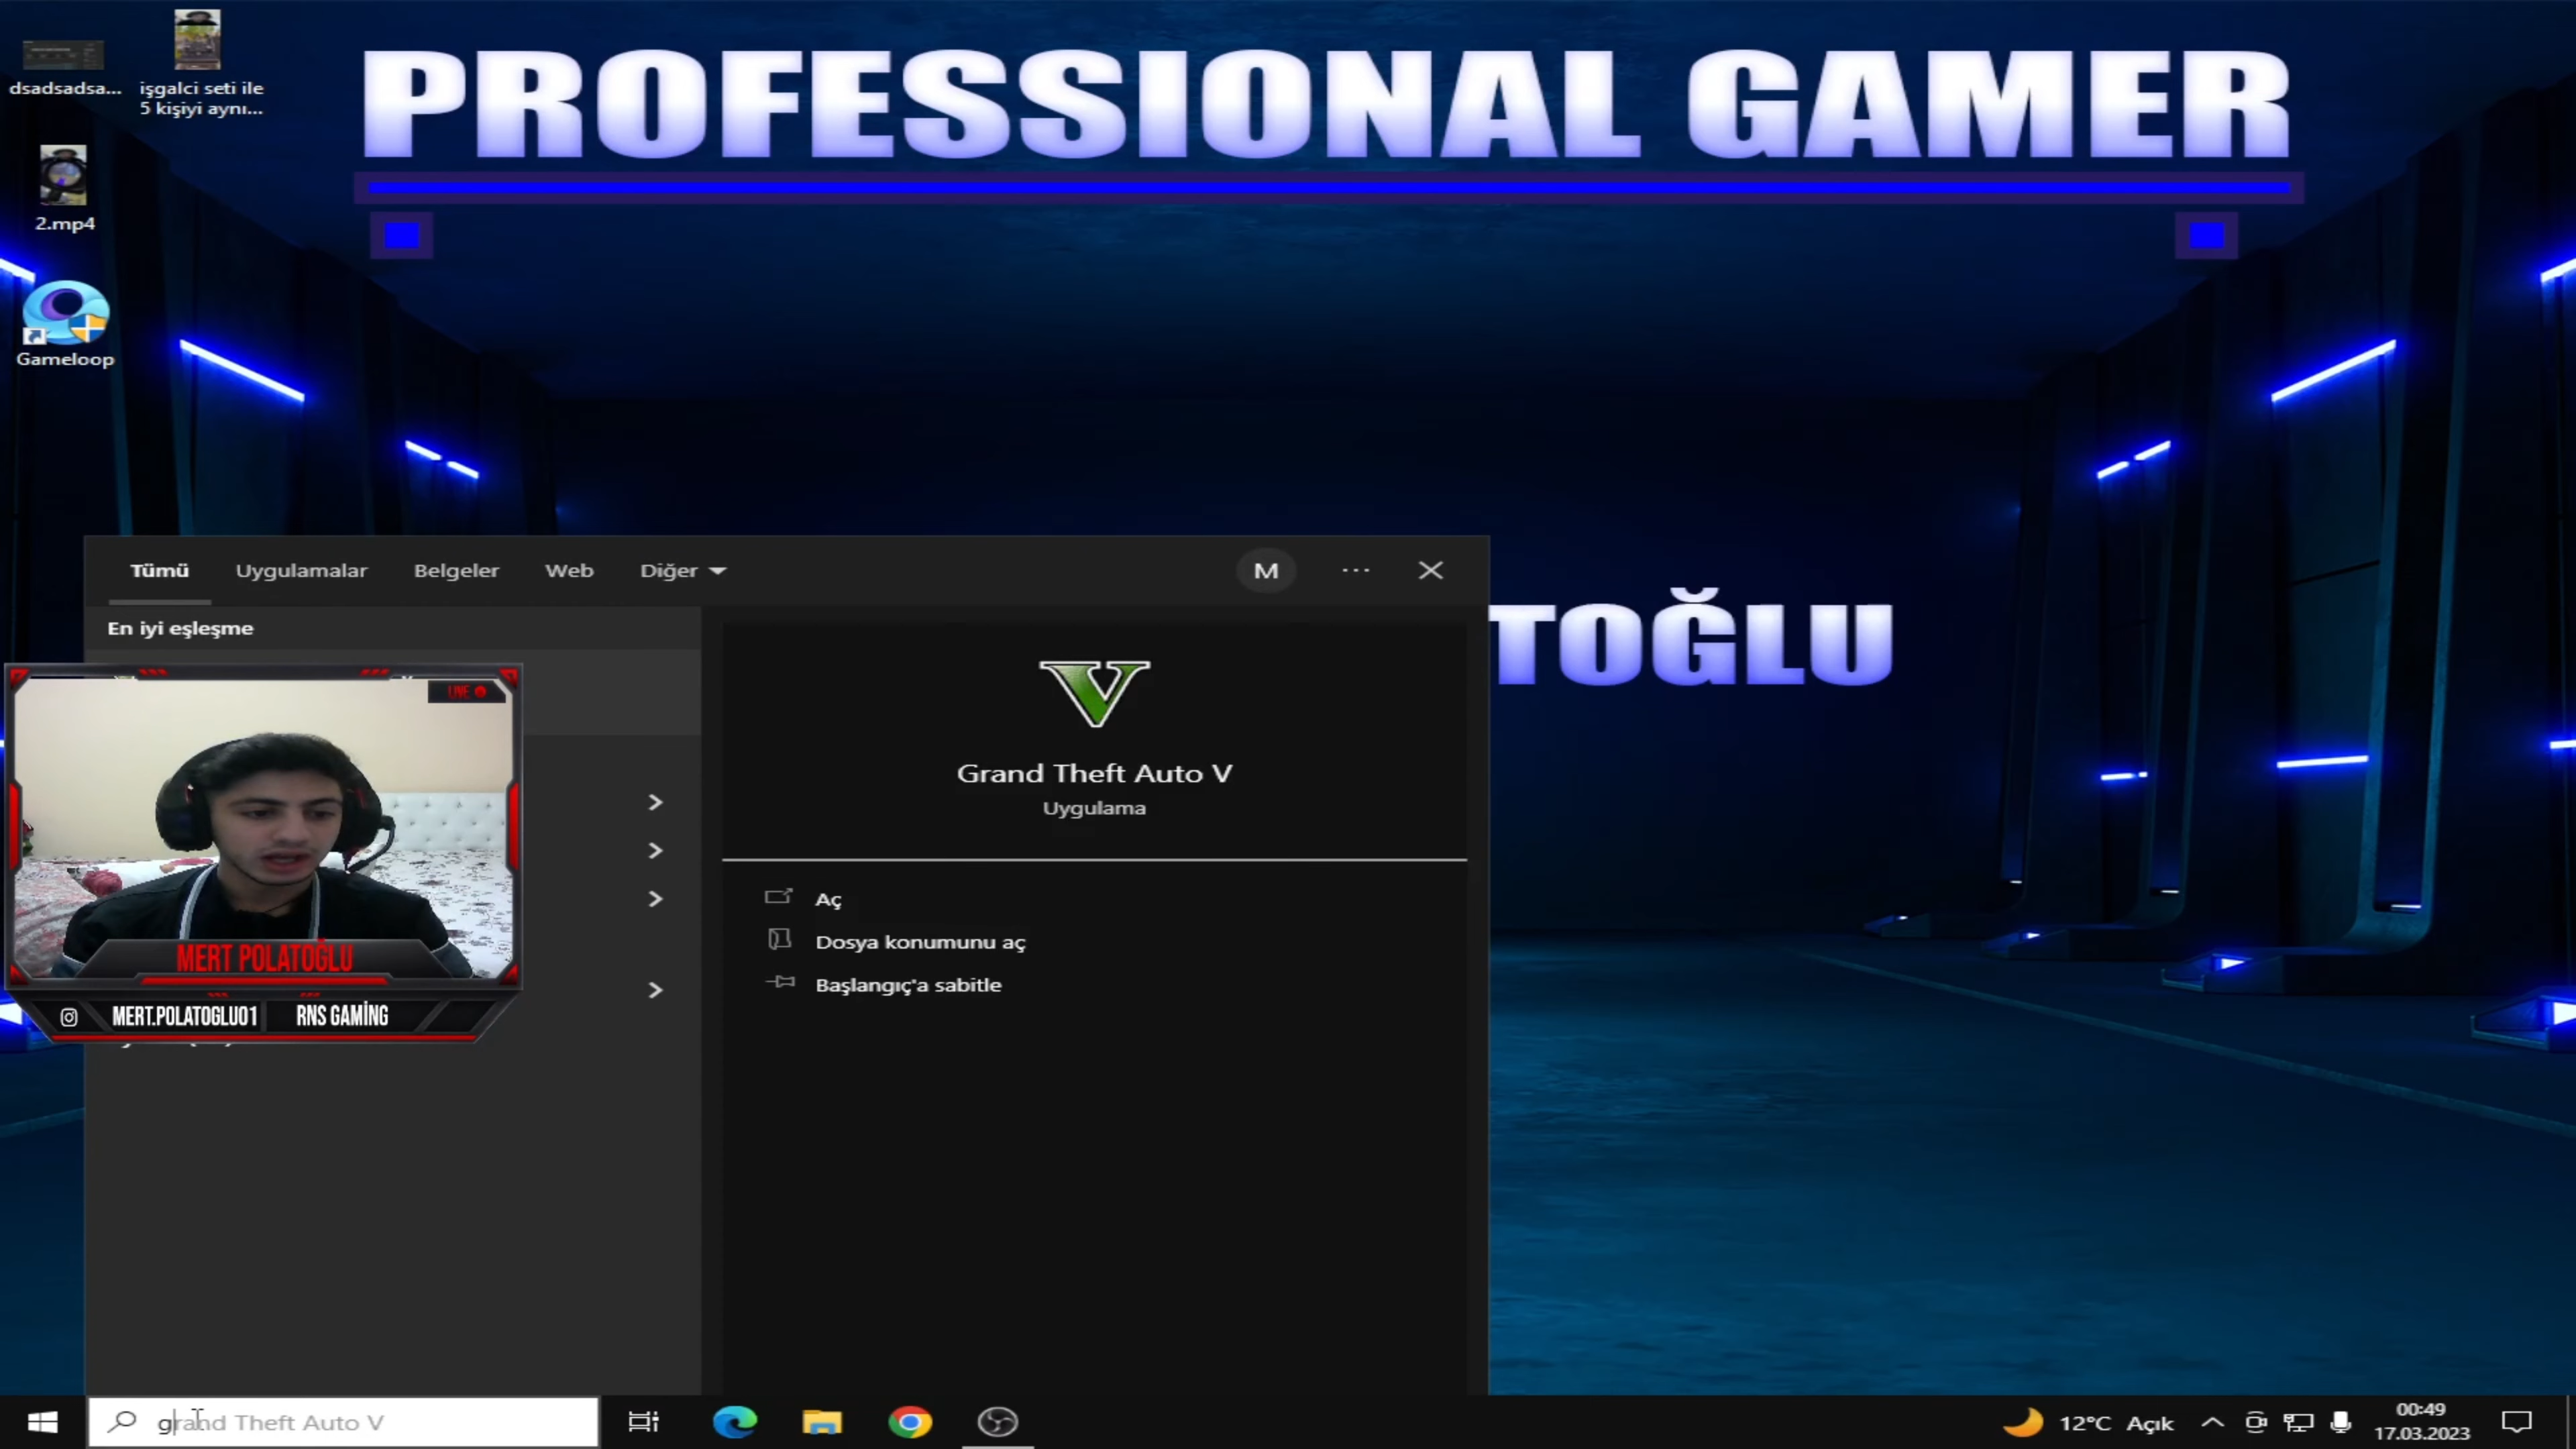 PROFESSIONAL GAMER
dsadsadsa...
işgalci seti ile
5 kişiyi aynı...
2.mp4
Gameloop
TOĞLU
Tümü
Uygulamalar
Belgeler
Web
Diğer
M
En iyi eşleşme
Grand Theft Auto V
Uygulama
Aç
Dosya konumunu aç
Başlangıç'a sabitle
LIVE
MERT POLATOĞLU
MERT.POLATOGLU01
RNS GAMİNG
grand Theft Auto V
12°C Açık
00:49
17.03.2023